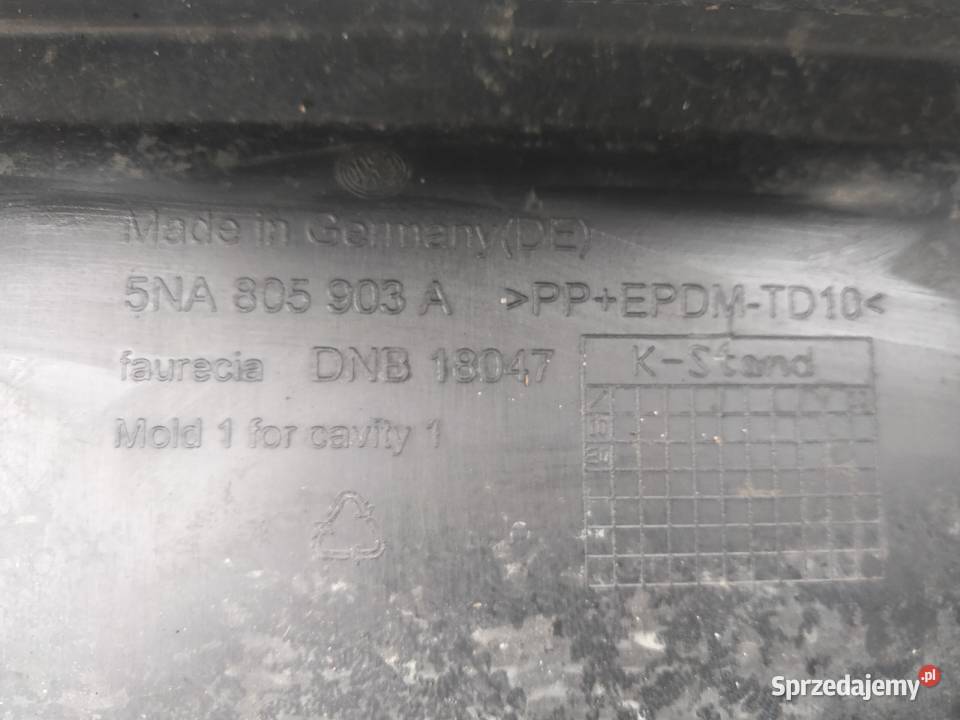 Made in Germany(DE)
5NA 805 903 A >PP+EPDM-TD10<
faurecia DNB 18047
K-Stand
Mold 1 for cavity 1
Sprzedajemy.pl